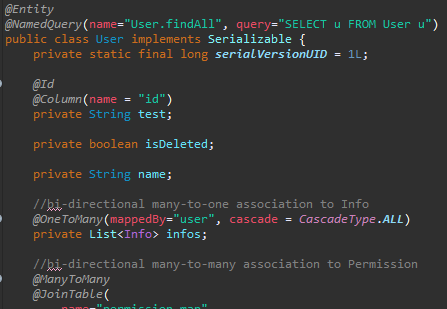 @Entity
@NamedQuery(name="User.findAll", query="SELECT u FROM User u")
public class User implements Serializable {
private static final long serialVersionUID = 1L;
@Id
@Column(name = "id")
private String test;
private boolean isDeleted;
private String name;
//bi-directional many-to-one association to Info
@OneToMany(mappedBy="user", cascade = CascadeType.ALL)
private List<Info> infos;
//bi-directional many-to-many association to Permission
@ManyToMany
@JoinTable(
name="permission_map"